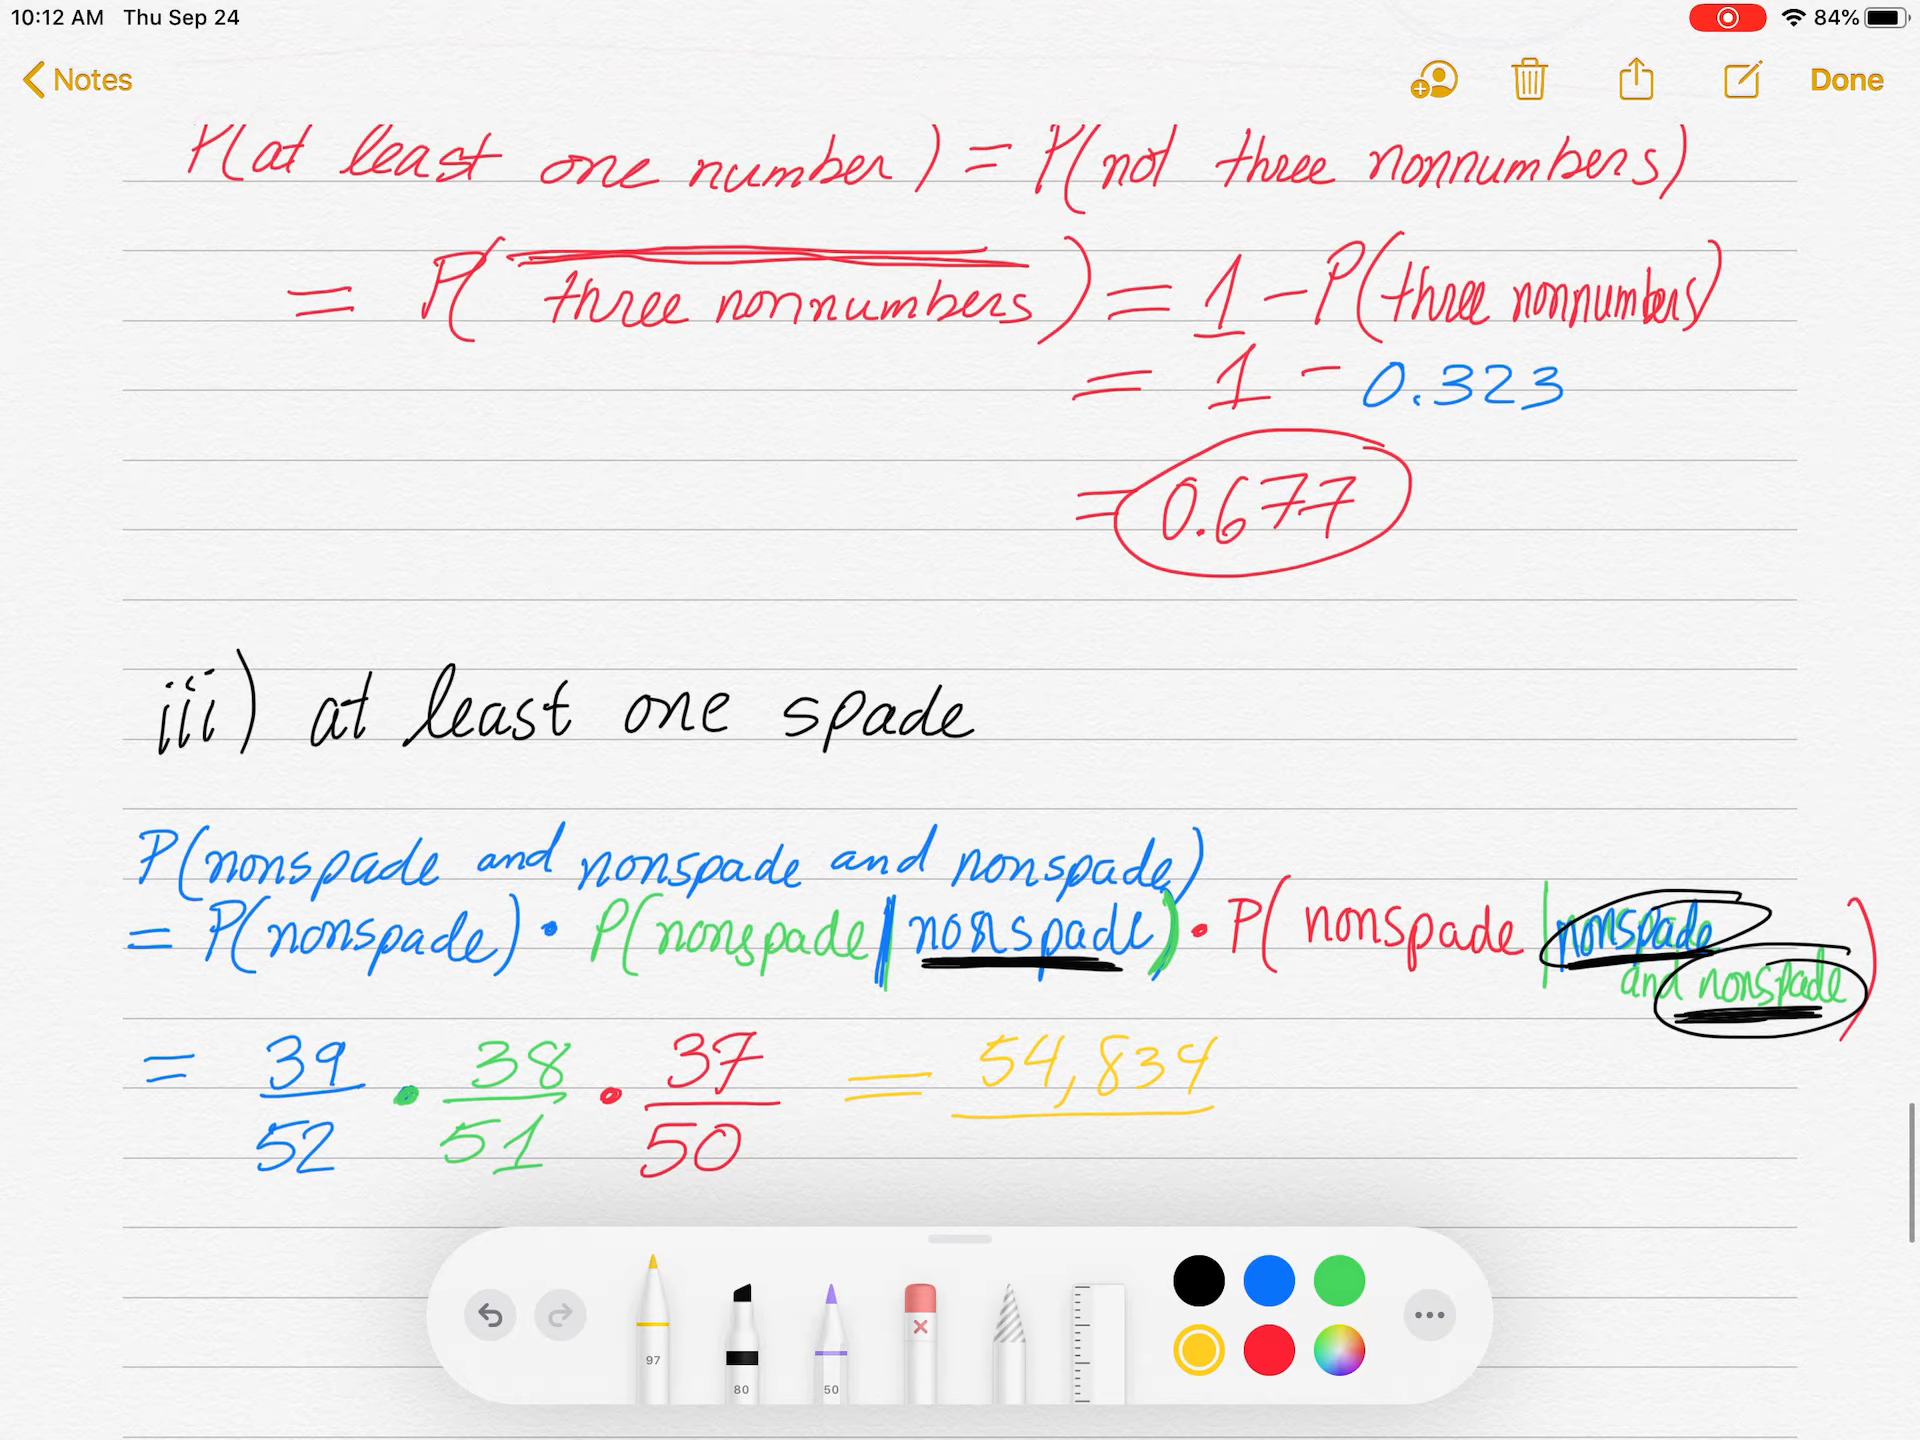 10:12 AM Thu Sep 24 84%
Notes Done
P(at least one number) = P(not three nonnumbers)
= P(three nonnumbers) = 1 - P(three nonnumbers)
= 1 - 0.323
= 0.677
iii) at least one spade
P(nonspade and nonspade and nonspade)
= P(nonspade) • P(nonspade | nonspade) • P(nonspade | nonspade
and nonspade)
= 39/52 • 38/51 • 37/50 = 54,834
97 80 50